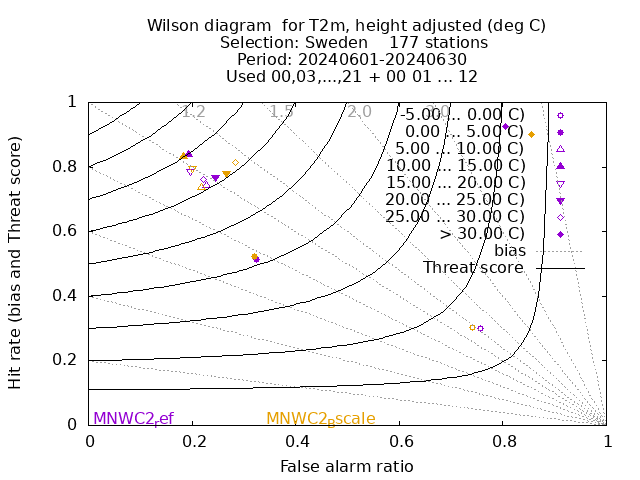 Wilson diagram  for T2m, height adjusted (deg C)
Selection: Sweden    177 stations
Period: 20240601-20240630
Used 00,03,...,21 + 00 01 ... 12
Hit rate (bias and Threat score)
1
0.8
0.6
0.4
0.2
0
1.2
1.5
2.0
3.0
-5.00 ... 0.00 C)
0.00 ... 5.00 C)
5.00 ... 10.00 C)
10.00 ... 15.00 C)
15.00 ... 20.00 C)
20.00 ... 25.00 C)
25.00 ... 30.00 C)
> 30.00 C)
bias
Threat score
MNWC2ref
MNWC2Bscale
0
0.2
0.4
0.6
0.8
1
False alarm ratio